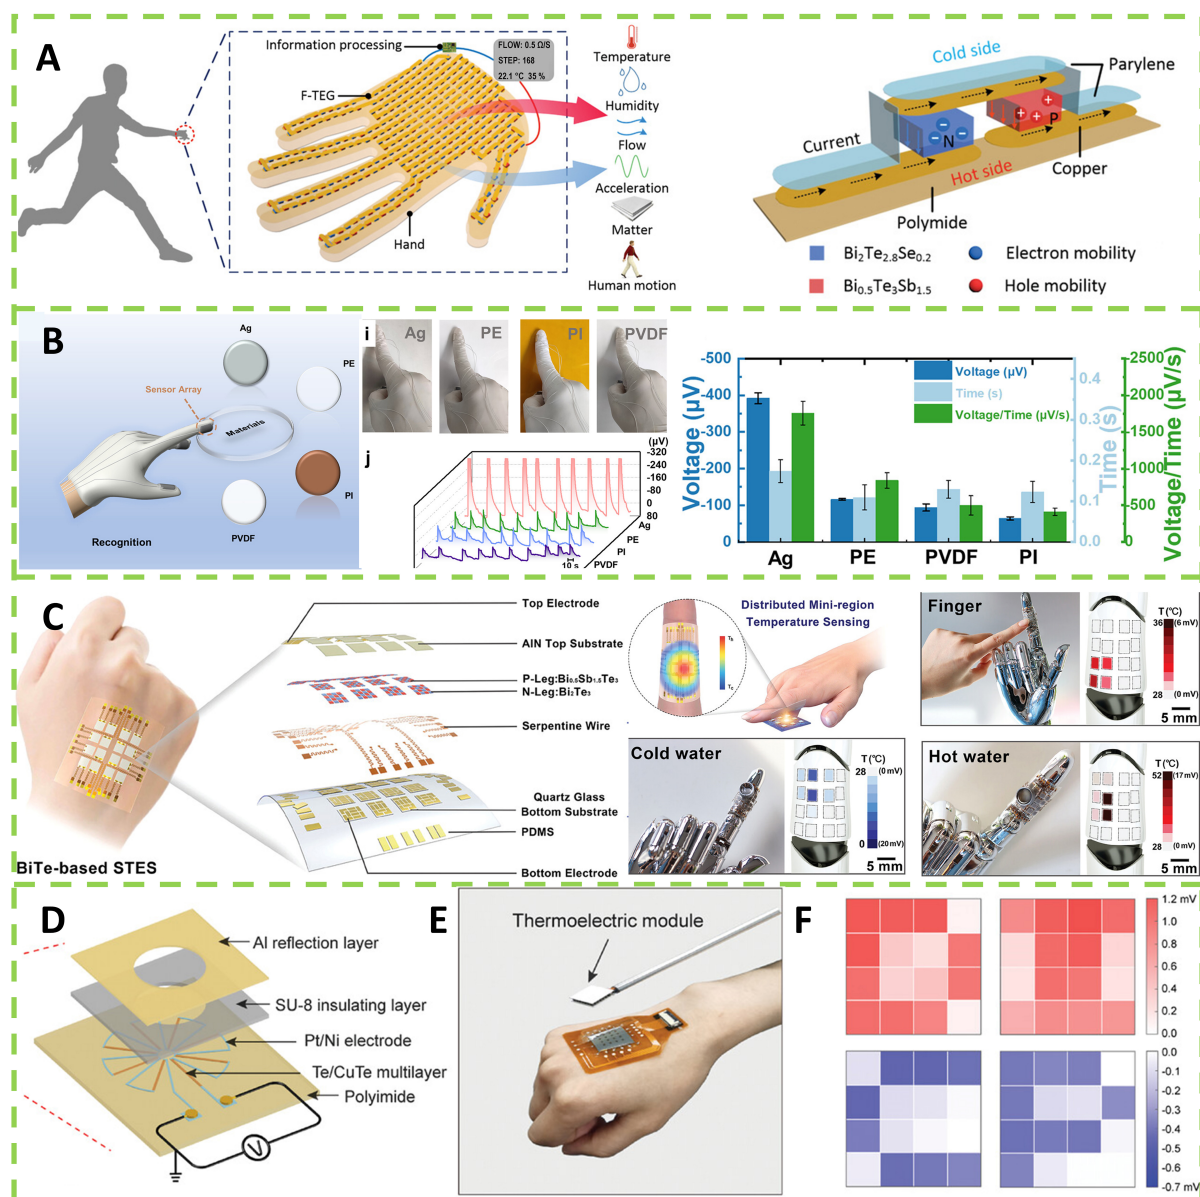 A
Information processing
F-TEG
Hand
FLOW: 0.5 Ω/S
STEP: 168
22.1 °C 35 %
Temperature
Humidity
Flow
Acceleration
Matter
Human motion
Cold side
Parylene
Current
N
P
Hot side
Copper
Polymide
Bi₂Te₂.₈Se₀.₂
Electron mobility
Bi₀.₅Te₃Sb₁.₅
Hole mobility
B
Ag
PE
Sensor Array
Materials
PI
PVDF
Recognition
i
Ag
PE
PI
PVDF
j
(μV)
-320
-240
-160
-80
0
80
Ag
PE
PI
PVDF
10 s
Voltage (μV)
-500
-400
-300
-200
-100
0
Voltage (μV)
Time (s)
Voltage/Time (μV/s)
Ag
PE
PVDF
PI
0.4
0.3
0.2
0.1
0.0
Time (s)
2500
2000
1500
1000
500
0
Voltage/Time (μV/s)
C
BiTe-based STES
Top Electrode
AlN Top Substrate
P-Leg:Bi₀.₅Sb₁.₅Te₃
N-Leg:Bi₂Te₃
Serpentine Wire
Quartz Glass
Bottom Substrate
PDMS
Bottom Electrode
Distributed Mini-region
Temperature Sensing
Finger
T (°C)
36 (6 mV)
28 (0 mV)
5 mm
Cold water
T (°C)
28 (0 mV)
0 (20 mV)
5 mm
Hot water
T (°C)
52 (17 mV)
28 (0 mV)
5 mm
D
Al reflection layer
SU-8 insulating layer
Pt/Ni electrode
Te/CuTe multilayer
Polyimide
V
E
Thermoelectric module
F
1.2 mV
1.0
0.8
0.6
0.4
0.2
0.0
0.0
-0.1
-0.2
-0.3
-0.4
-0.5
-0.6
-0.7 mV